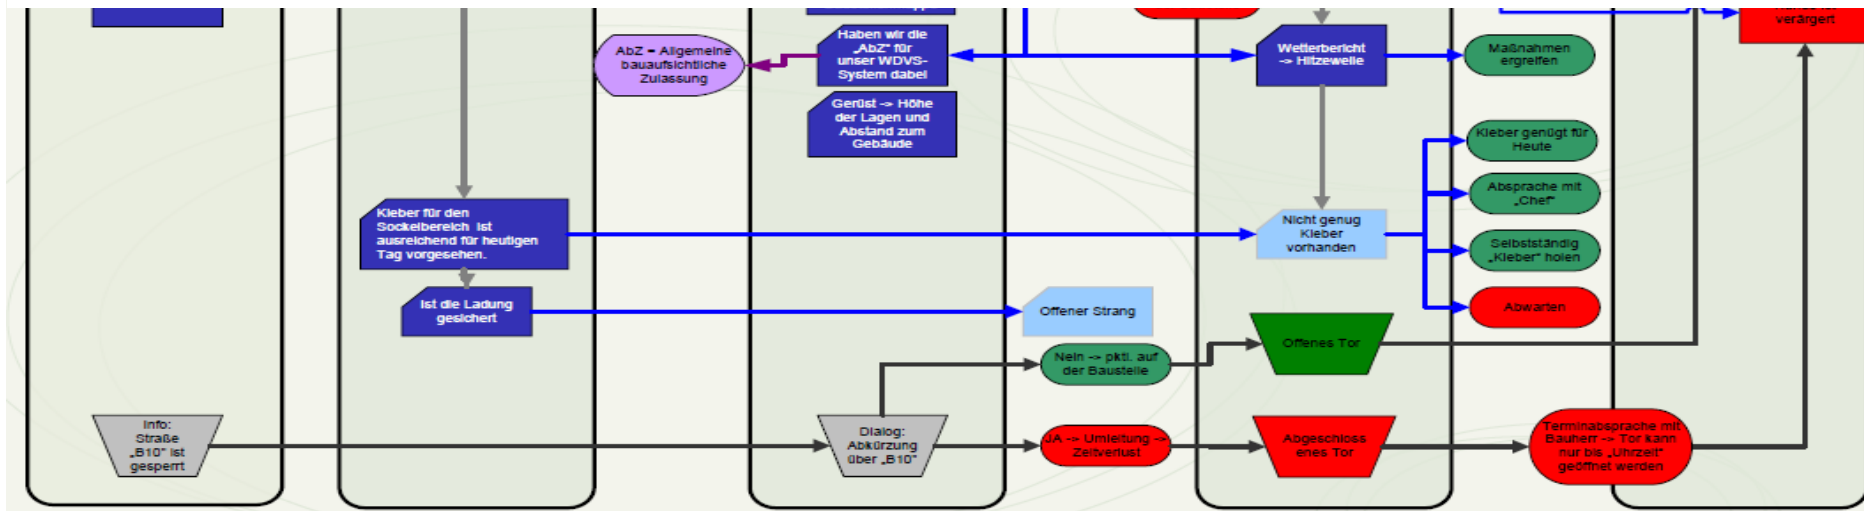 verärgert
AbZ = Allgemeine
bauaufsichtliche
Zulassung
Haben wir die
„AbZ“ für
unser WDVS-
System dabei
Wetterbericht
-> Hitzewelle
Maßnahmen
ergreifen
Gerüst -> Höhe
der Lagen und
Abstand zum
Gebäude
Kleber genügt für
Heute
Absprache mit
„Chef“
Kleber für den
Sockelbereich ist
ausreichend für heutigen
Tag vorgesehen.
Nicht genug
Kleber
vorhanden
Selbstständig
„Kleber“ holen
Ist die Ladung
gesichert
Offener Strang
Abwarten
Nein -> pktl. auf
der Baustelle
Offenes Tor
Info:
Straße
„B10“ ist
gesperrt
Dialog:
Abkürzung
über „B10“
JA -> Umleitung ->
Zeitverlust
Abgeschloss
enes Tor
Terminabsprache mit
Bauherr -> Tor kann
nur bis „Uhrzeit“
geöffnet werden